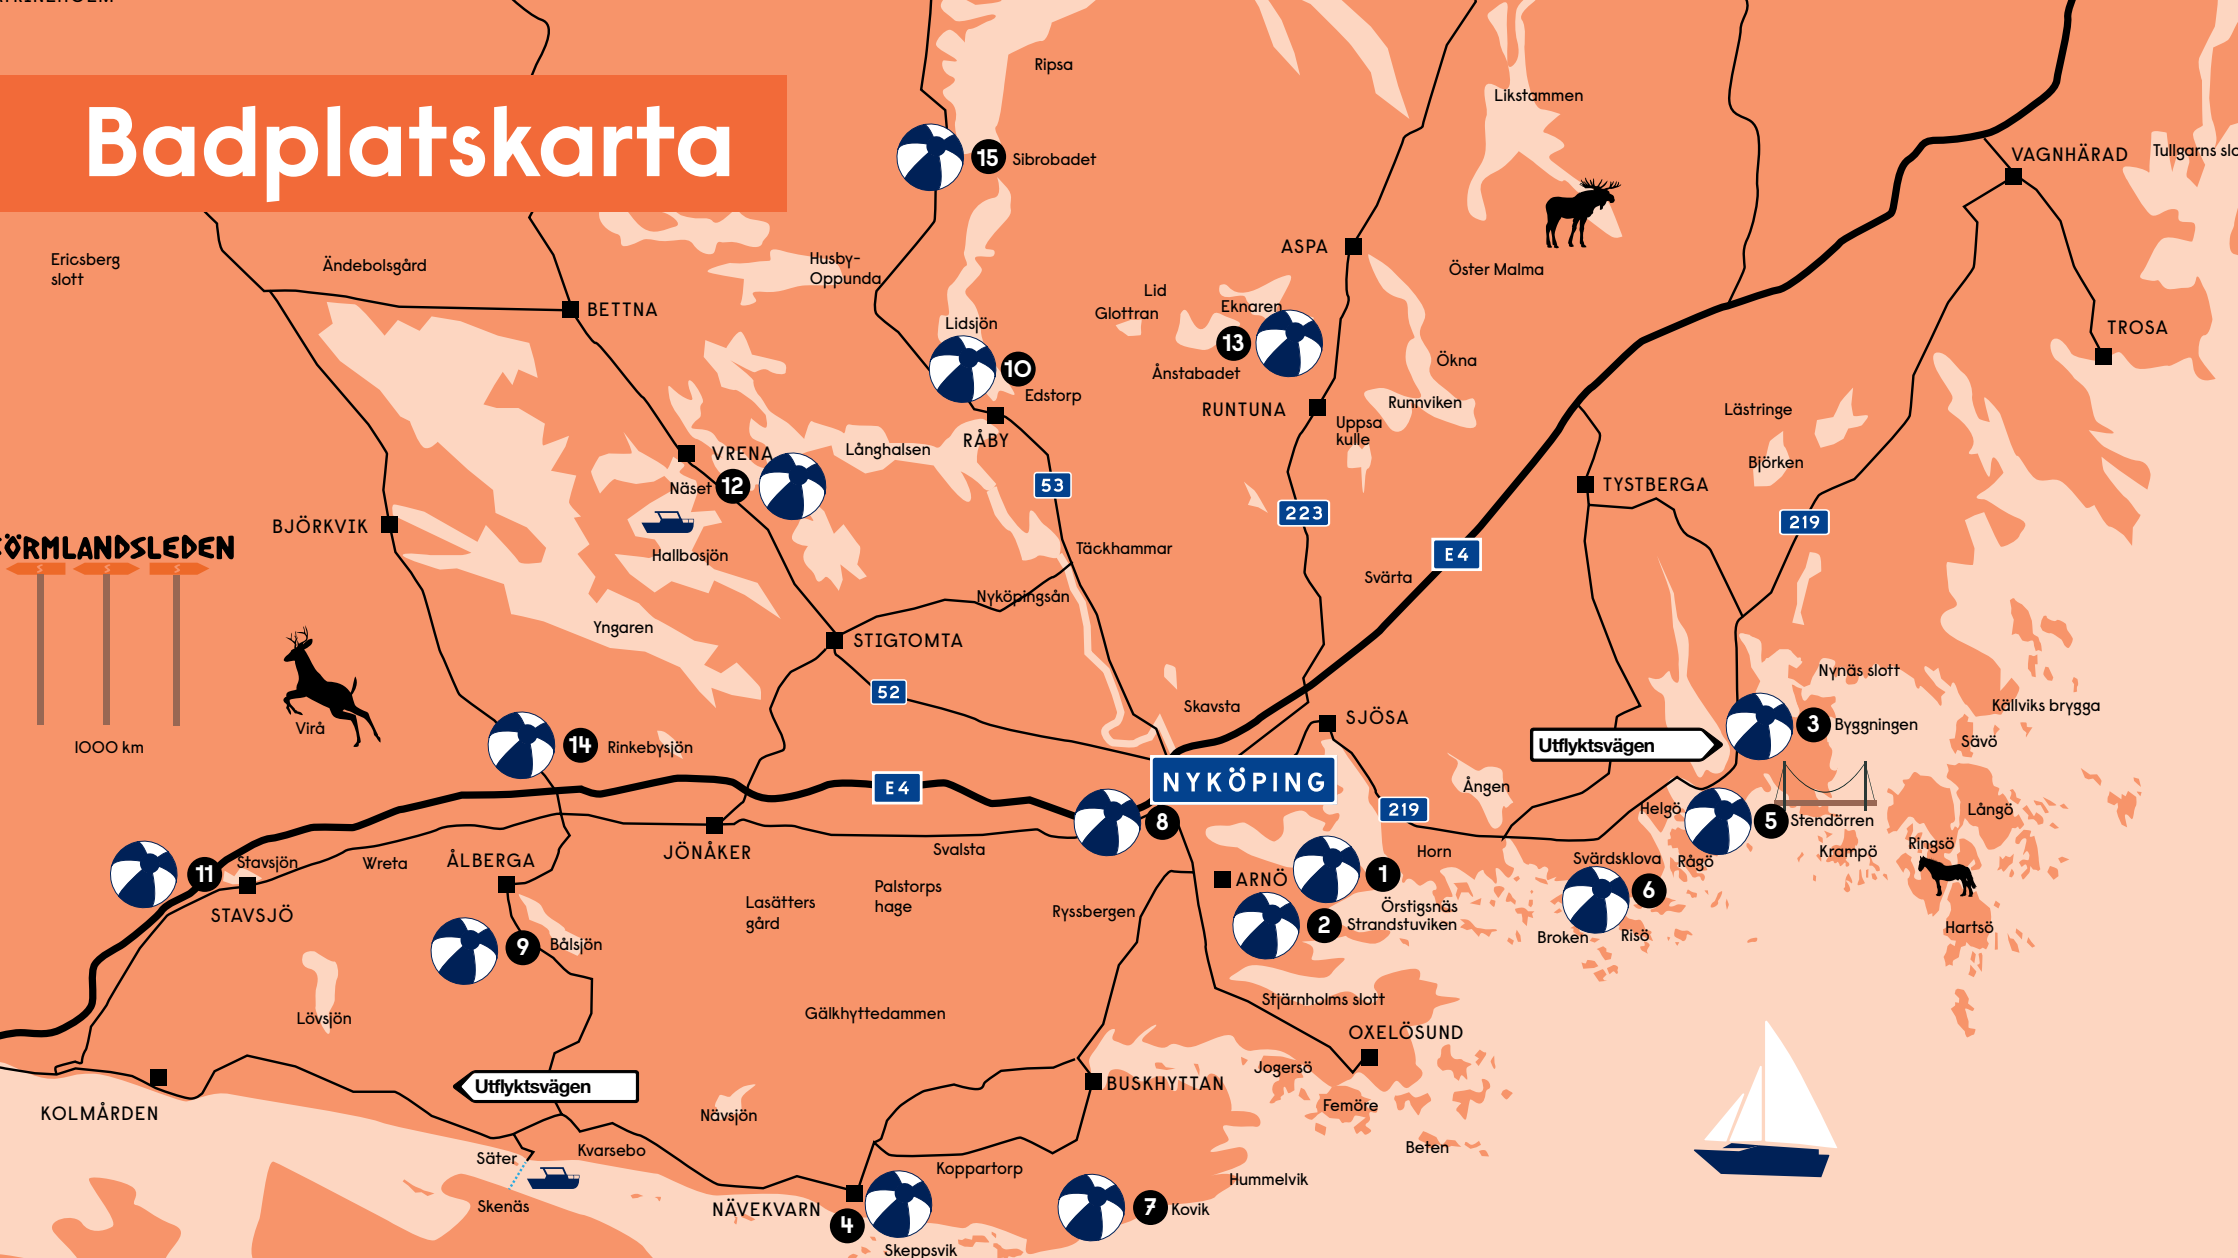 Badplatskarta
Ripsa
Likstammen
15 Sibrobadet
VAGNHÄRAD
Ericsberg
slott
Ändebolsgård
Husby-
Oppunda
ASPA
Öster Malma
BETTNA
Lid
Glottran
Eknaren
Lidsjön
13
Ånstabadet
TROSA
10
Edstorp
Ökna
RÅBY
RUNTUNA
Uppsa
kulle
Runnviken
Lästringe
VRENA
Långhalsen
Björken
Näset 12
53
223
TYSTBERGA
219
BJÖRKVIK
Hallbosjön
Täckhammar
E4
Svärta
1000 km
Nyköpingsån
Yngaren
STIGTOMTA
52
Virå
Skavsta
SJÖSA
Nynäs slott
Källviks brygga
14 Rinkebysjön
Utflyktsvägen
3 Byggningen
Sävö
NYKÖPING
E4
Ången
219
8
Helgö
5 Stendörren
Långö
JÖNÅKER
Svalsta
Horn
Svärdsklova
Rågö
Krampö
Ringsö
11
Stavsjön
Wreta
ÅLBERGA
STAVSJÖ
Lasätters
gård
Palstorps
hage
Ryssbergen
ARNÖ
1
Örstigsnäs
2 Strandstuviken
6
Broken
Risö
Hartsö
9 Bålsjön
Lövsjön
Gälkhyttedammen
Stjärnholms slott
OXELÖSUND
KOLMÅRDEN
Utflyktsvägen
Nävsjön
BUSKHYTTAN
Jogersö
Femöre
Beten
Säter
Kvarsebo
Skenäs
Koppartorp
Hummelvik
NÄVEKVARN
4
Skeppsvik
7 Kovik